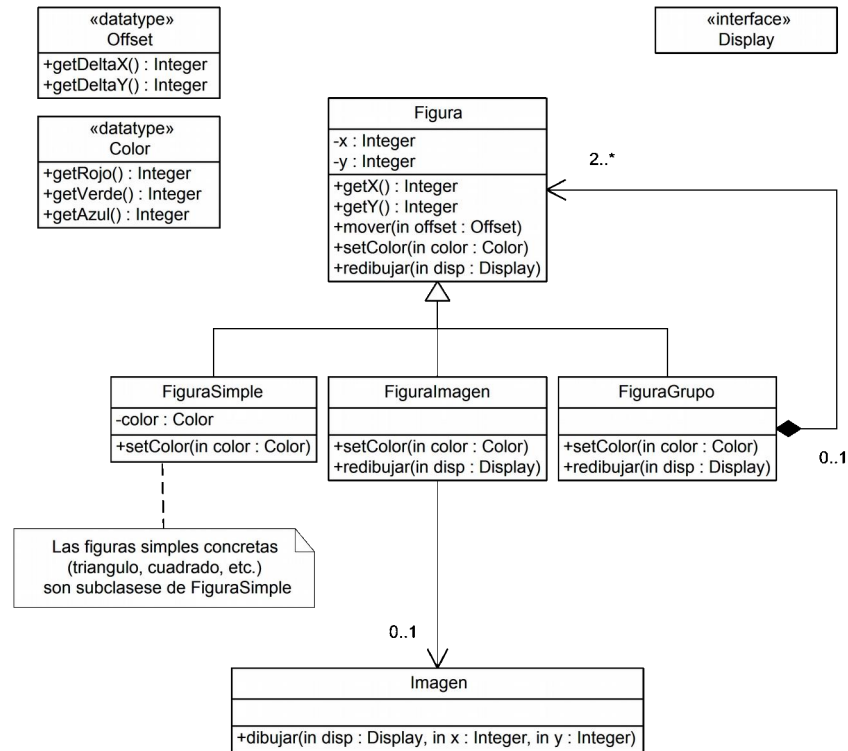 «datatype»
Offset
+getDeltaX() : Integer
+getDeltaY() : Integer
«datatype»
Color
+getRojo() : Integer
+getVerde() : Integer
+getAzul() : Integer
«interface»
Display
Figura
-x : Integer
-y : Integer
+getX() : Integer
+getY() : Integer
+mover(in offset : Offset)
+setColor(in color : Color)
+redibujar(in disp : Display)
2..*
FiguraSimple
-color : Color
+setColor(in color : Color)
FiguraImagen
+setColor(in color : Color)
+redibujar(in disp : Display)
FiguraGrupo
+setColor(in color : Color)
+redibujar(in disp : Display)
0..1
Las figuras simples concretas
(triangulo, cuadrado, etc.)
son subclasese de FiguraSimple
0..1
Imagen
+dibujar(in disp : Display, in x : Integer, in y : Integer)